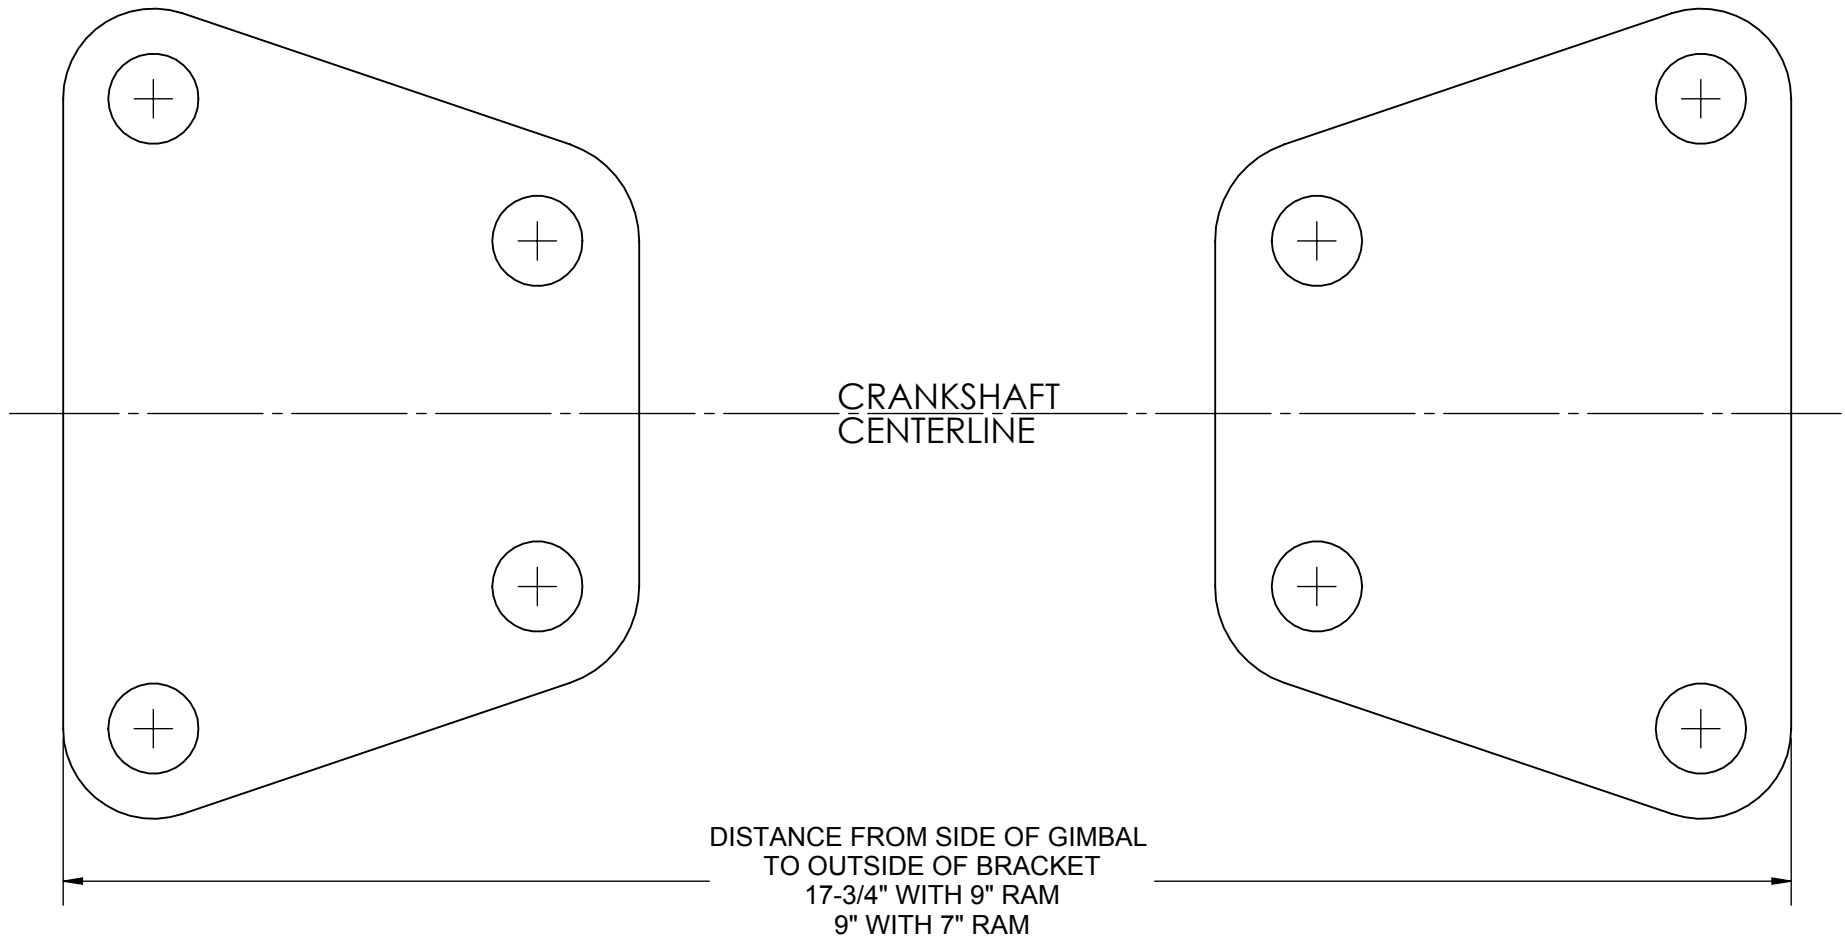 CRANKSHAFT
CENTERLINE
DISTANCE FROM SIDE OF GIMBAL
TO OUTSIDE OF BRACKET
17-3/4" WITH 9" RAM
9" WITH 7" RAM